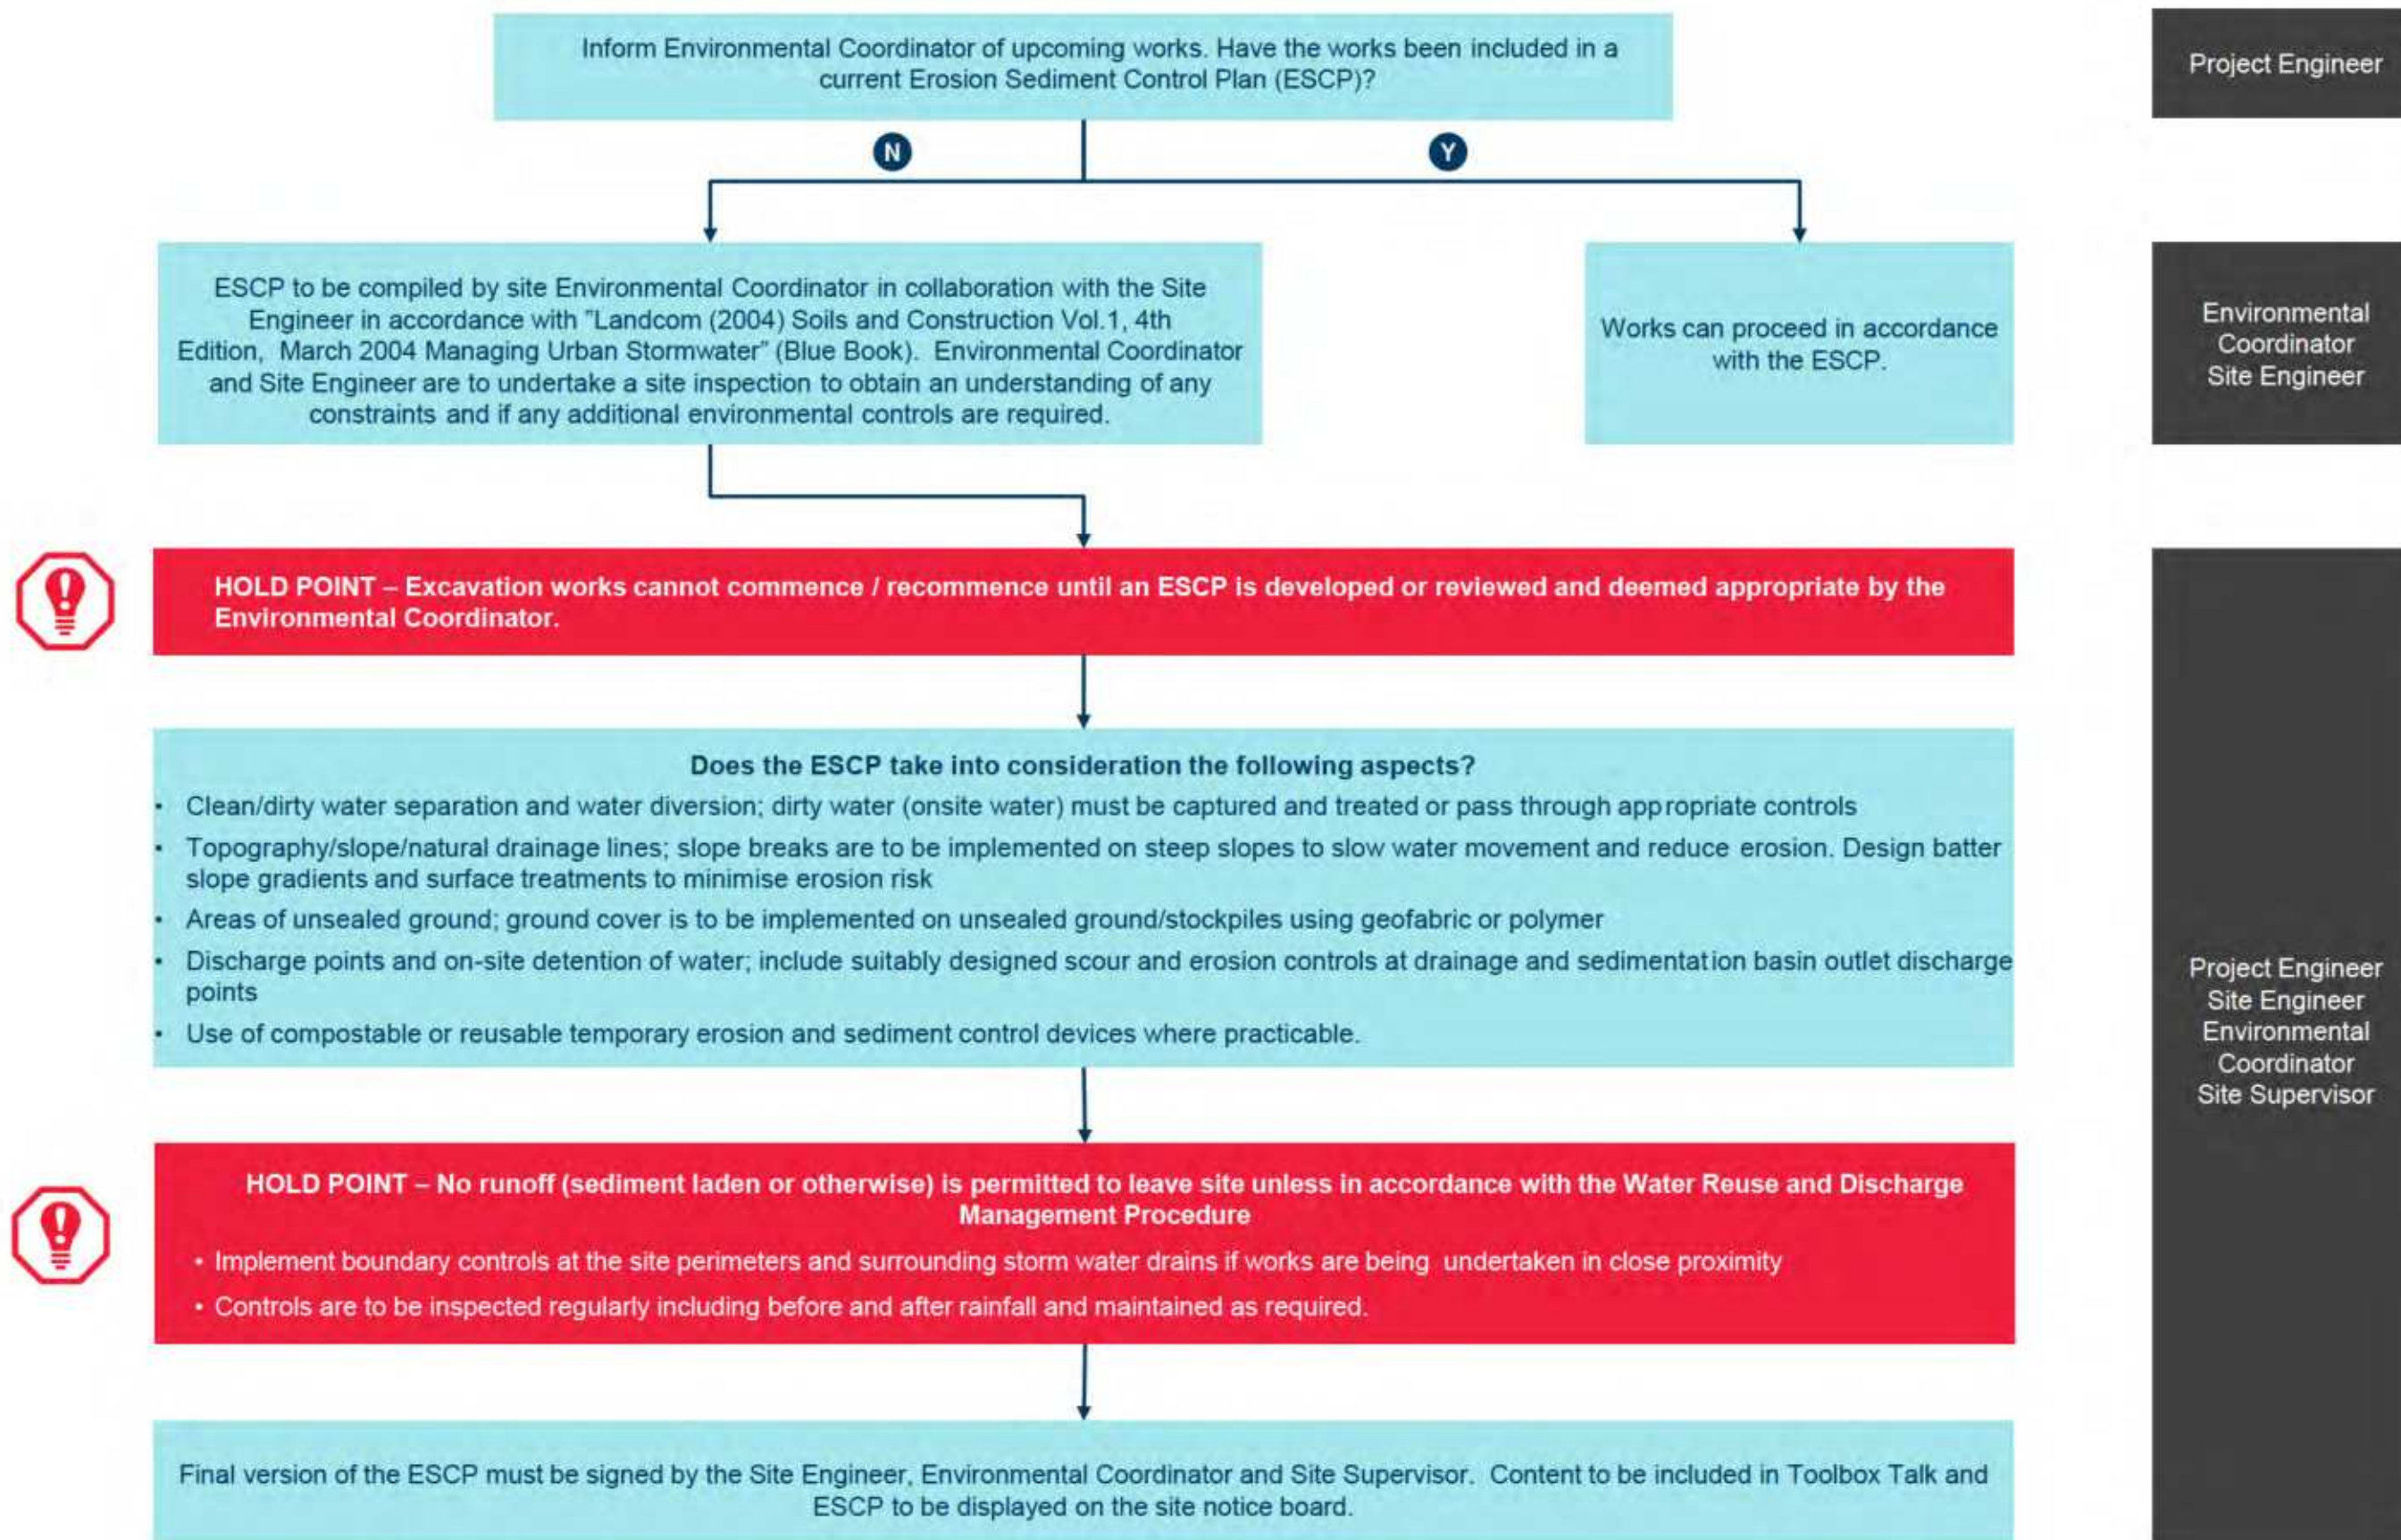 Inform Environmental Coordinator of upcoming works. Have the works been included in a
current Erosion Sediment Control Plan (ESCP)?
Project Engineer
N
Y
ESCP to be compiled by site Environmental Coordinator in collaboration with the Site
Engineer in accordance with "Landcom (2004) Soils and Construction Vol.1, 4th
Edition, March 2004 Managing Urban Stormwater" (Blue Book). Environmental Coordinator
and Site Engineer are to undertake a site inspection to obtain an understanding of any
constraints and if any additional environmental controls are required.
Works can proceed in accordance
with the ESCP.
Environmental
Coordinator
Site Engineer
HOLD POINT – Excavation works cannot commence / recommence until an ESCP is developed or reviewed and deemed appropriate by the
Environmental Coordinator.
Does the ESCP take into consideration the following aspects?
• Clean/dirty water separation and water diversion; dirty water (onsite water) must be captured and treated or pass through appropriate controls
• Topography/slope/natural drainage lines; slope breaks are to be implemented on steep slopes to slow water movement and reduce erosion. Design batter
slope gradients and surface treatments to minimise erosion risk
• Areas of unsealed ground; ground cover is to be implemented on unsealed ground/stockpiles using geofabric or polymer
• Discharge points and on-site detention of water; include suitably designed scour and erosion controls at drainage and sedimentation basin outlet discharge
points
• Use of compostable or reusable temporary erosion and sediment control devices where practicable.
Project Engineer
Site Engineer
Environmental
Coordinator
Site Supervisor
HOLD POINT – No runoff (sediment laden or otherwise) is permitted to leave site unless in accordance with the Water Reuse and Discharge
Management Procedure
• Implement boundary controls at the site perimeters and surrounding storm water drains if works are being undertaken in close proximity
• Controls are to be inspected regularly including before and after rainfall and maintained as required.
Final version of the ESCP must be signed by the Site Engineer, Environmental Coordinator and Site Supervisor. Content to be included in Toolbox Talk and
ESCP to be displayed on the site notice board.